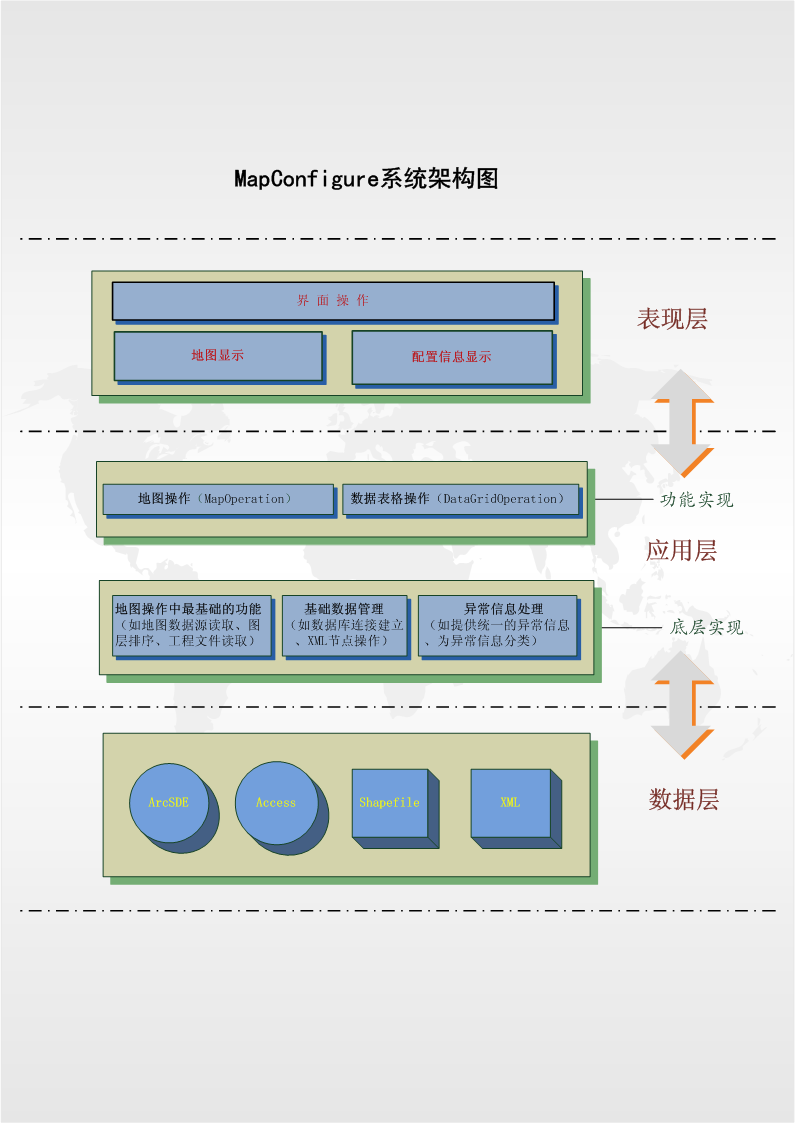 MapConfigure系统架构图
界 面 操 作
表现层
地图显示
配置信息显示
地图操作（MapOperation）
数据表格操作（DataGridOperation）
功能实现
应用层
地图操作中最基础的功能
（如地图数据源读取、图
层排序、工程文件读取）
基础数据管理
（如数据库连接建立
、XML节点操作）
异常信息处理
（如提供统一的异常信息
、为异常信息分类）
底层实现
ArcSDE
Access
Shapefile
XML
数据层